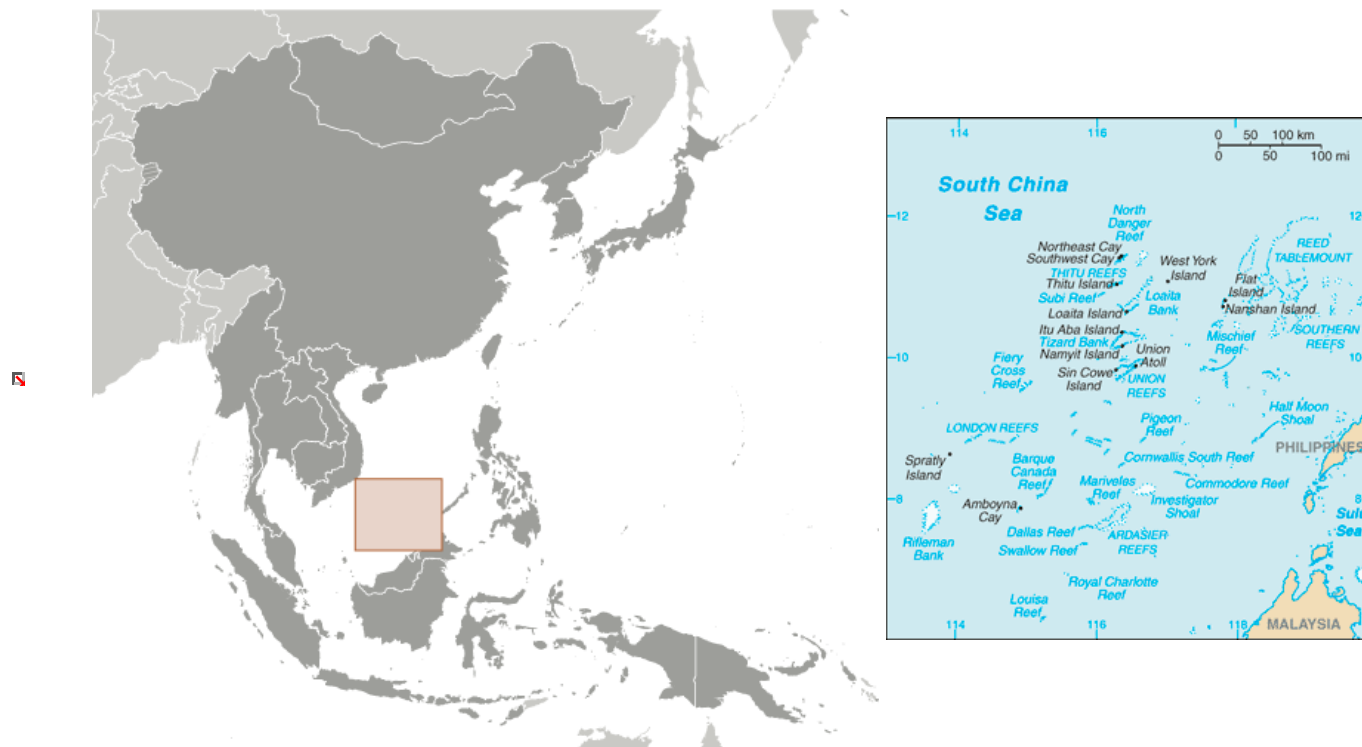 114
116
0 50 100 km
0 50 100 mi
South China
Sea
12
12
North
Danger
Reef
Northeast Cay
Southwest Cay
THITU REEFS
Thitu Island
Subi Reef
West York
Island
REED
TABLEMOUNT
Flat
Island
Nanshan Island
Loaita
Bank
Loaita Island
Itu Aba Island
Tizard Bank
Namyit Island
Mischief
Reef
SOUTHERN
REEFS
10
10
Union
Atoll
Fiery
Cross
Reef
Sin Cowe
Island
UNION
REEFS
Half Moon
Shoal
Pigeon
Reef
LONDON REEFS
PHILIPPINES
Spratly
Island
Barque
Canada
Reef
Cornwallis South Reef
Commodore Reef
Mariveles
Reef
Investigator
Shoal
8
8
Amboyna
Cay
Sulu
Sea
Rifleman
Bank
Dallas Reef
Swallow Reef
ARDASIER
REEFS
Royal Charlotte
Reef
Louisa
Reef
MALAYSIA
114
116
118